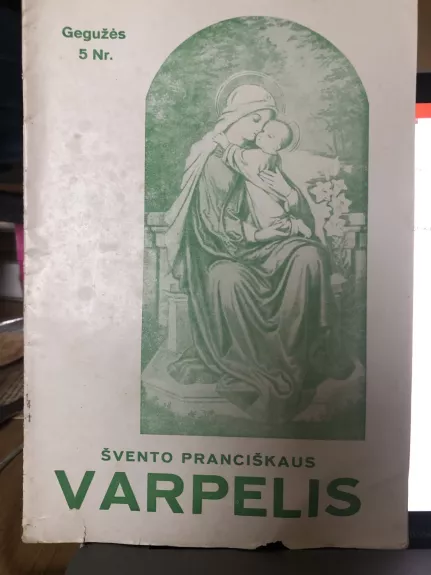 Gegužės
5 Nr.
ŠVENTO PRANCIŠKAUS
VARPELIS